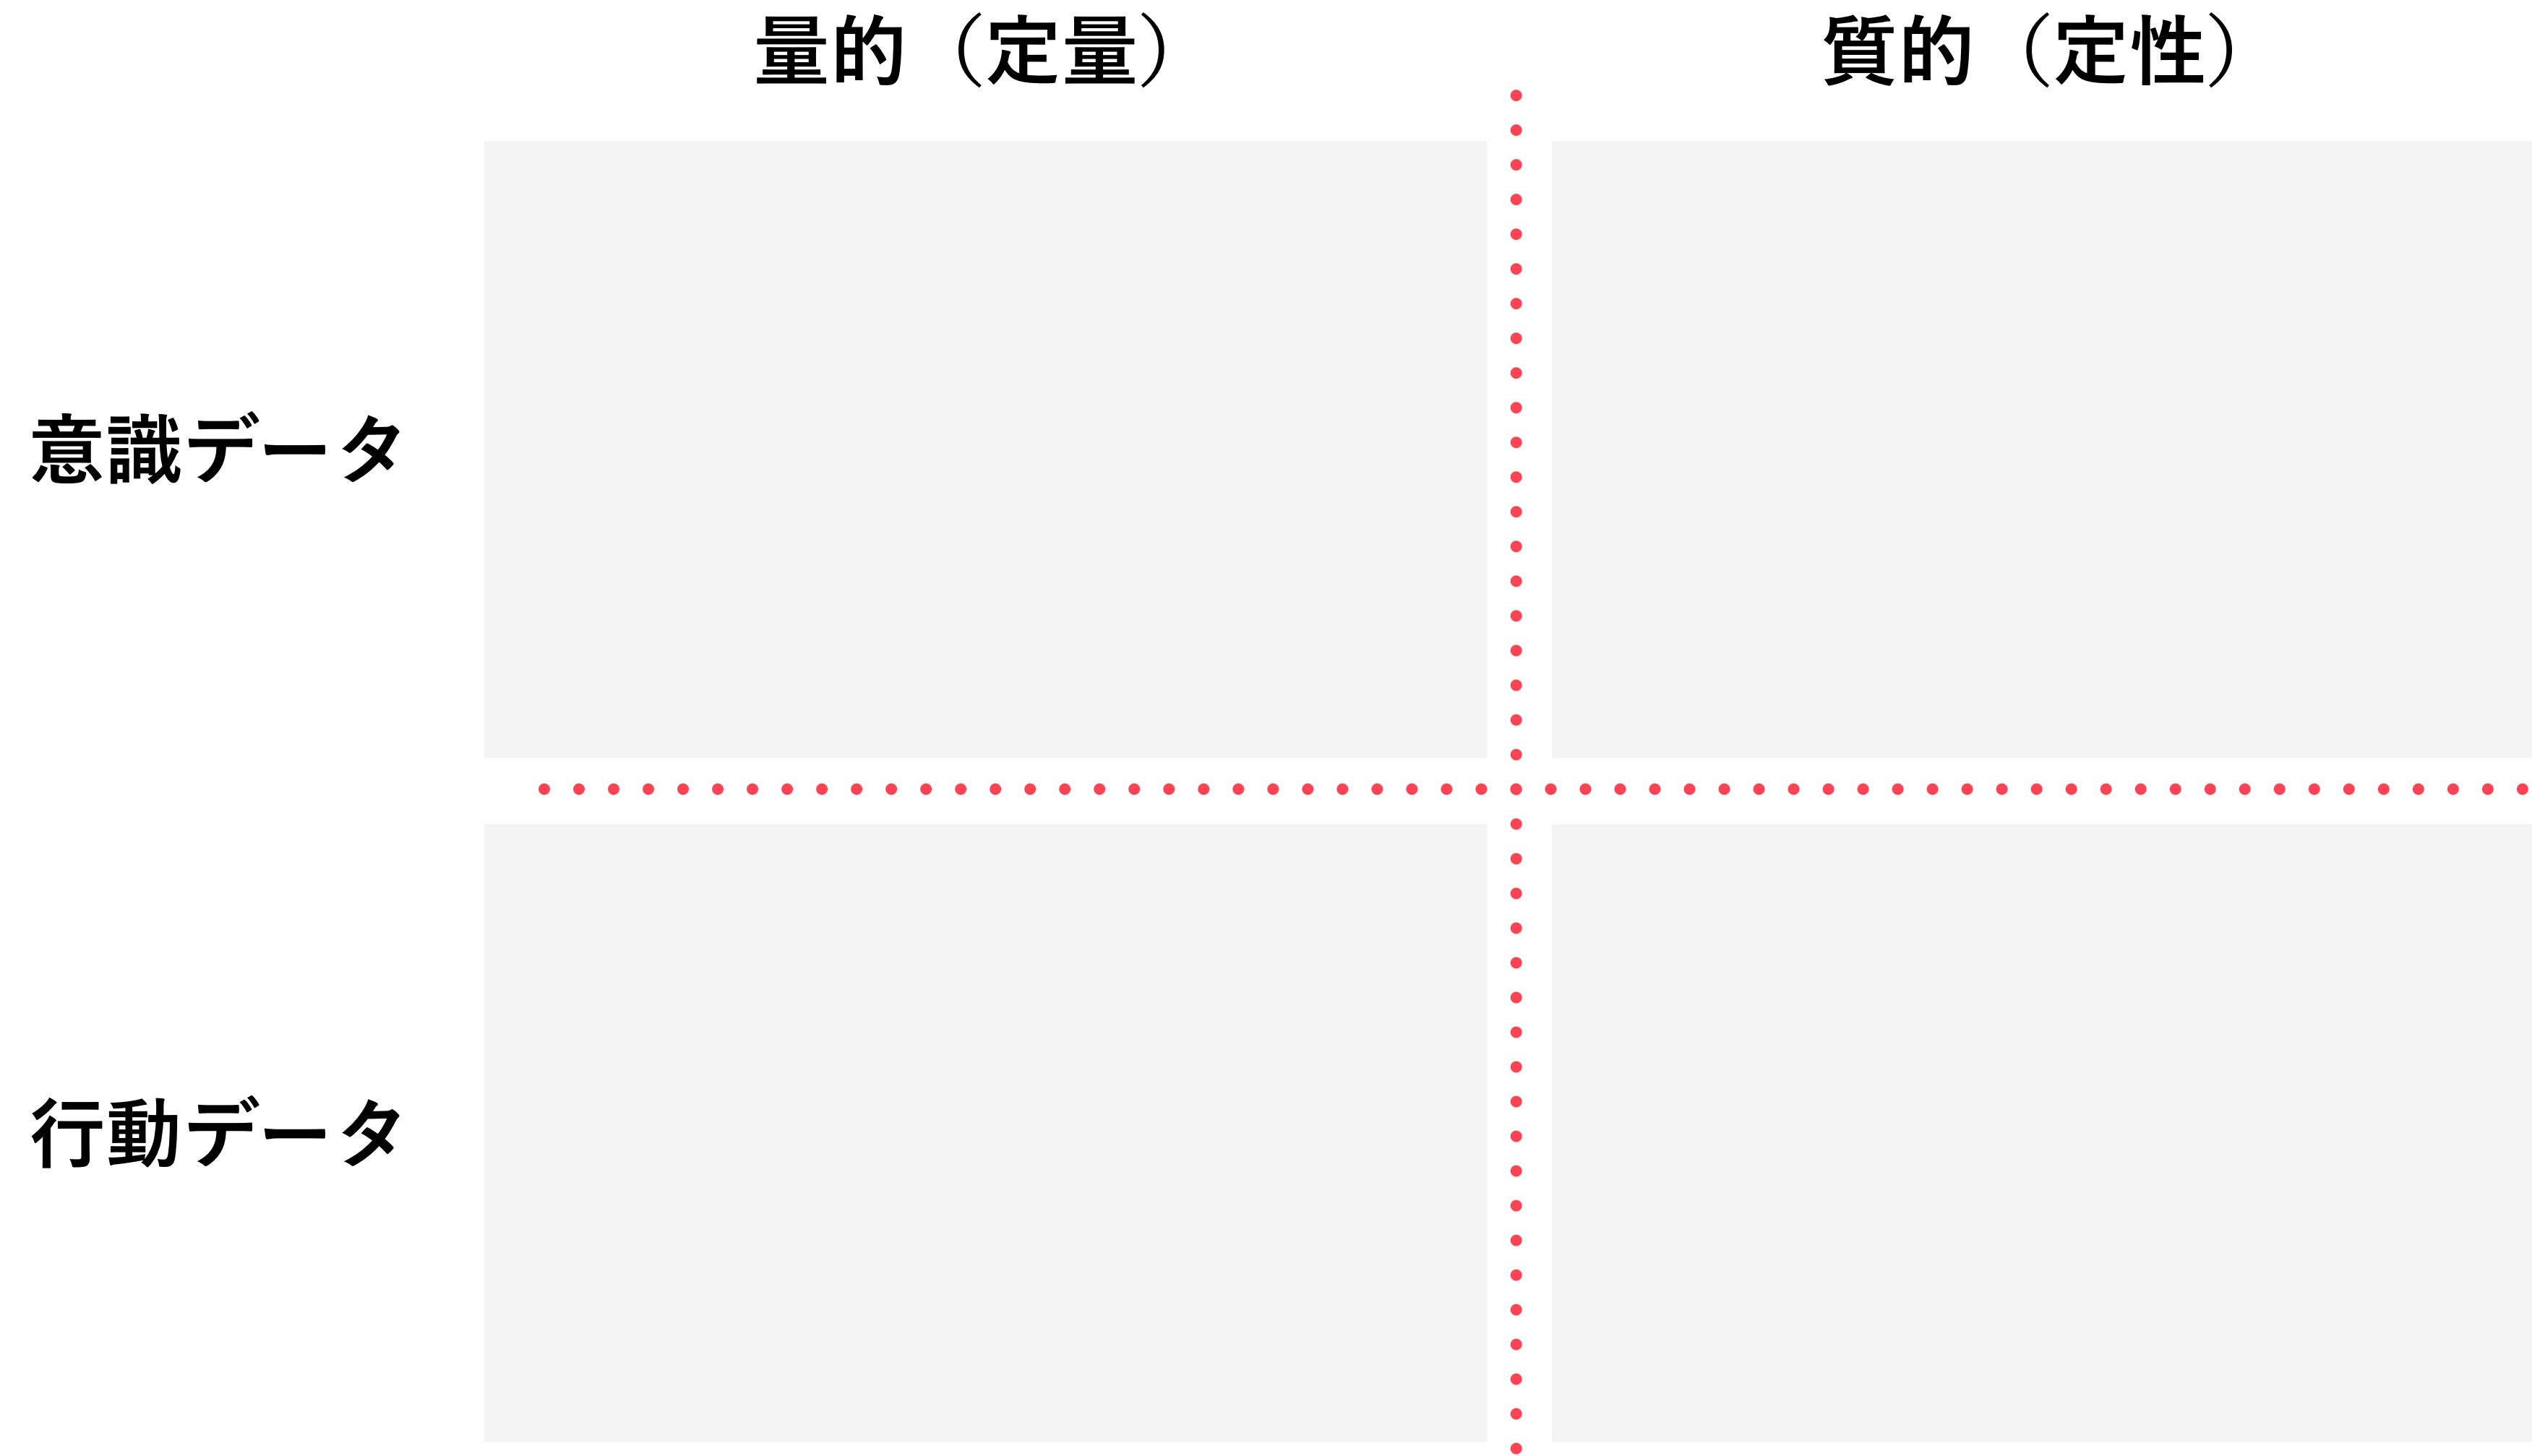 量的（定量）
質的（定性）
意識データ
行動データ